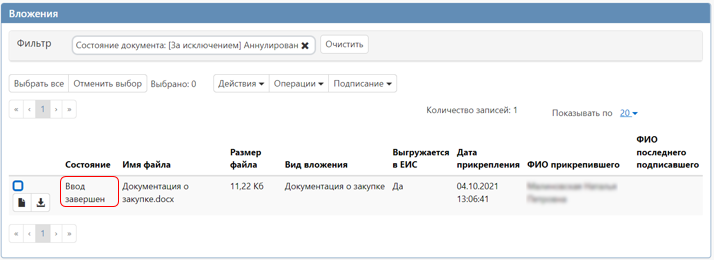 Вложения
Фильтр
Состояние документа: [За исключением] Аннулирован ✖
Очистить
Выбрать все Отменить выбор Выбрано: 0 Действия Операции Подписание
« ‹ 1 › »
Количество записей: 1 Показывать по 20
Состояние
Имя файла
Размер
файла
Вид вложения
Выгружается
в ЕИС
Дата
прикрепления
ФИО прикрепившего
ФИО
последнего
подписавшего
Ввод
завершен
Документация о
закупке.docx
11,22 Кб
Документация о закупке
Да
04.10.2021
13:06:41
« ‹ 1 › »